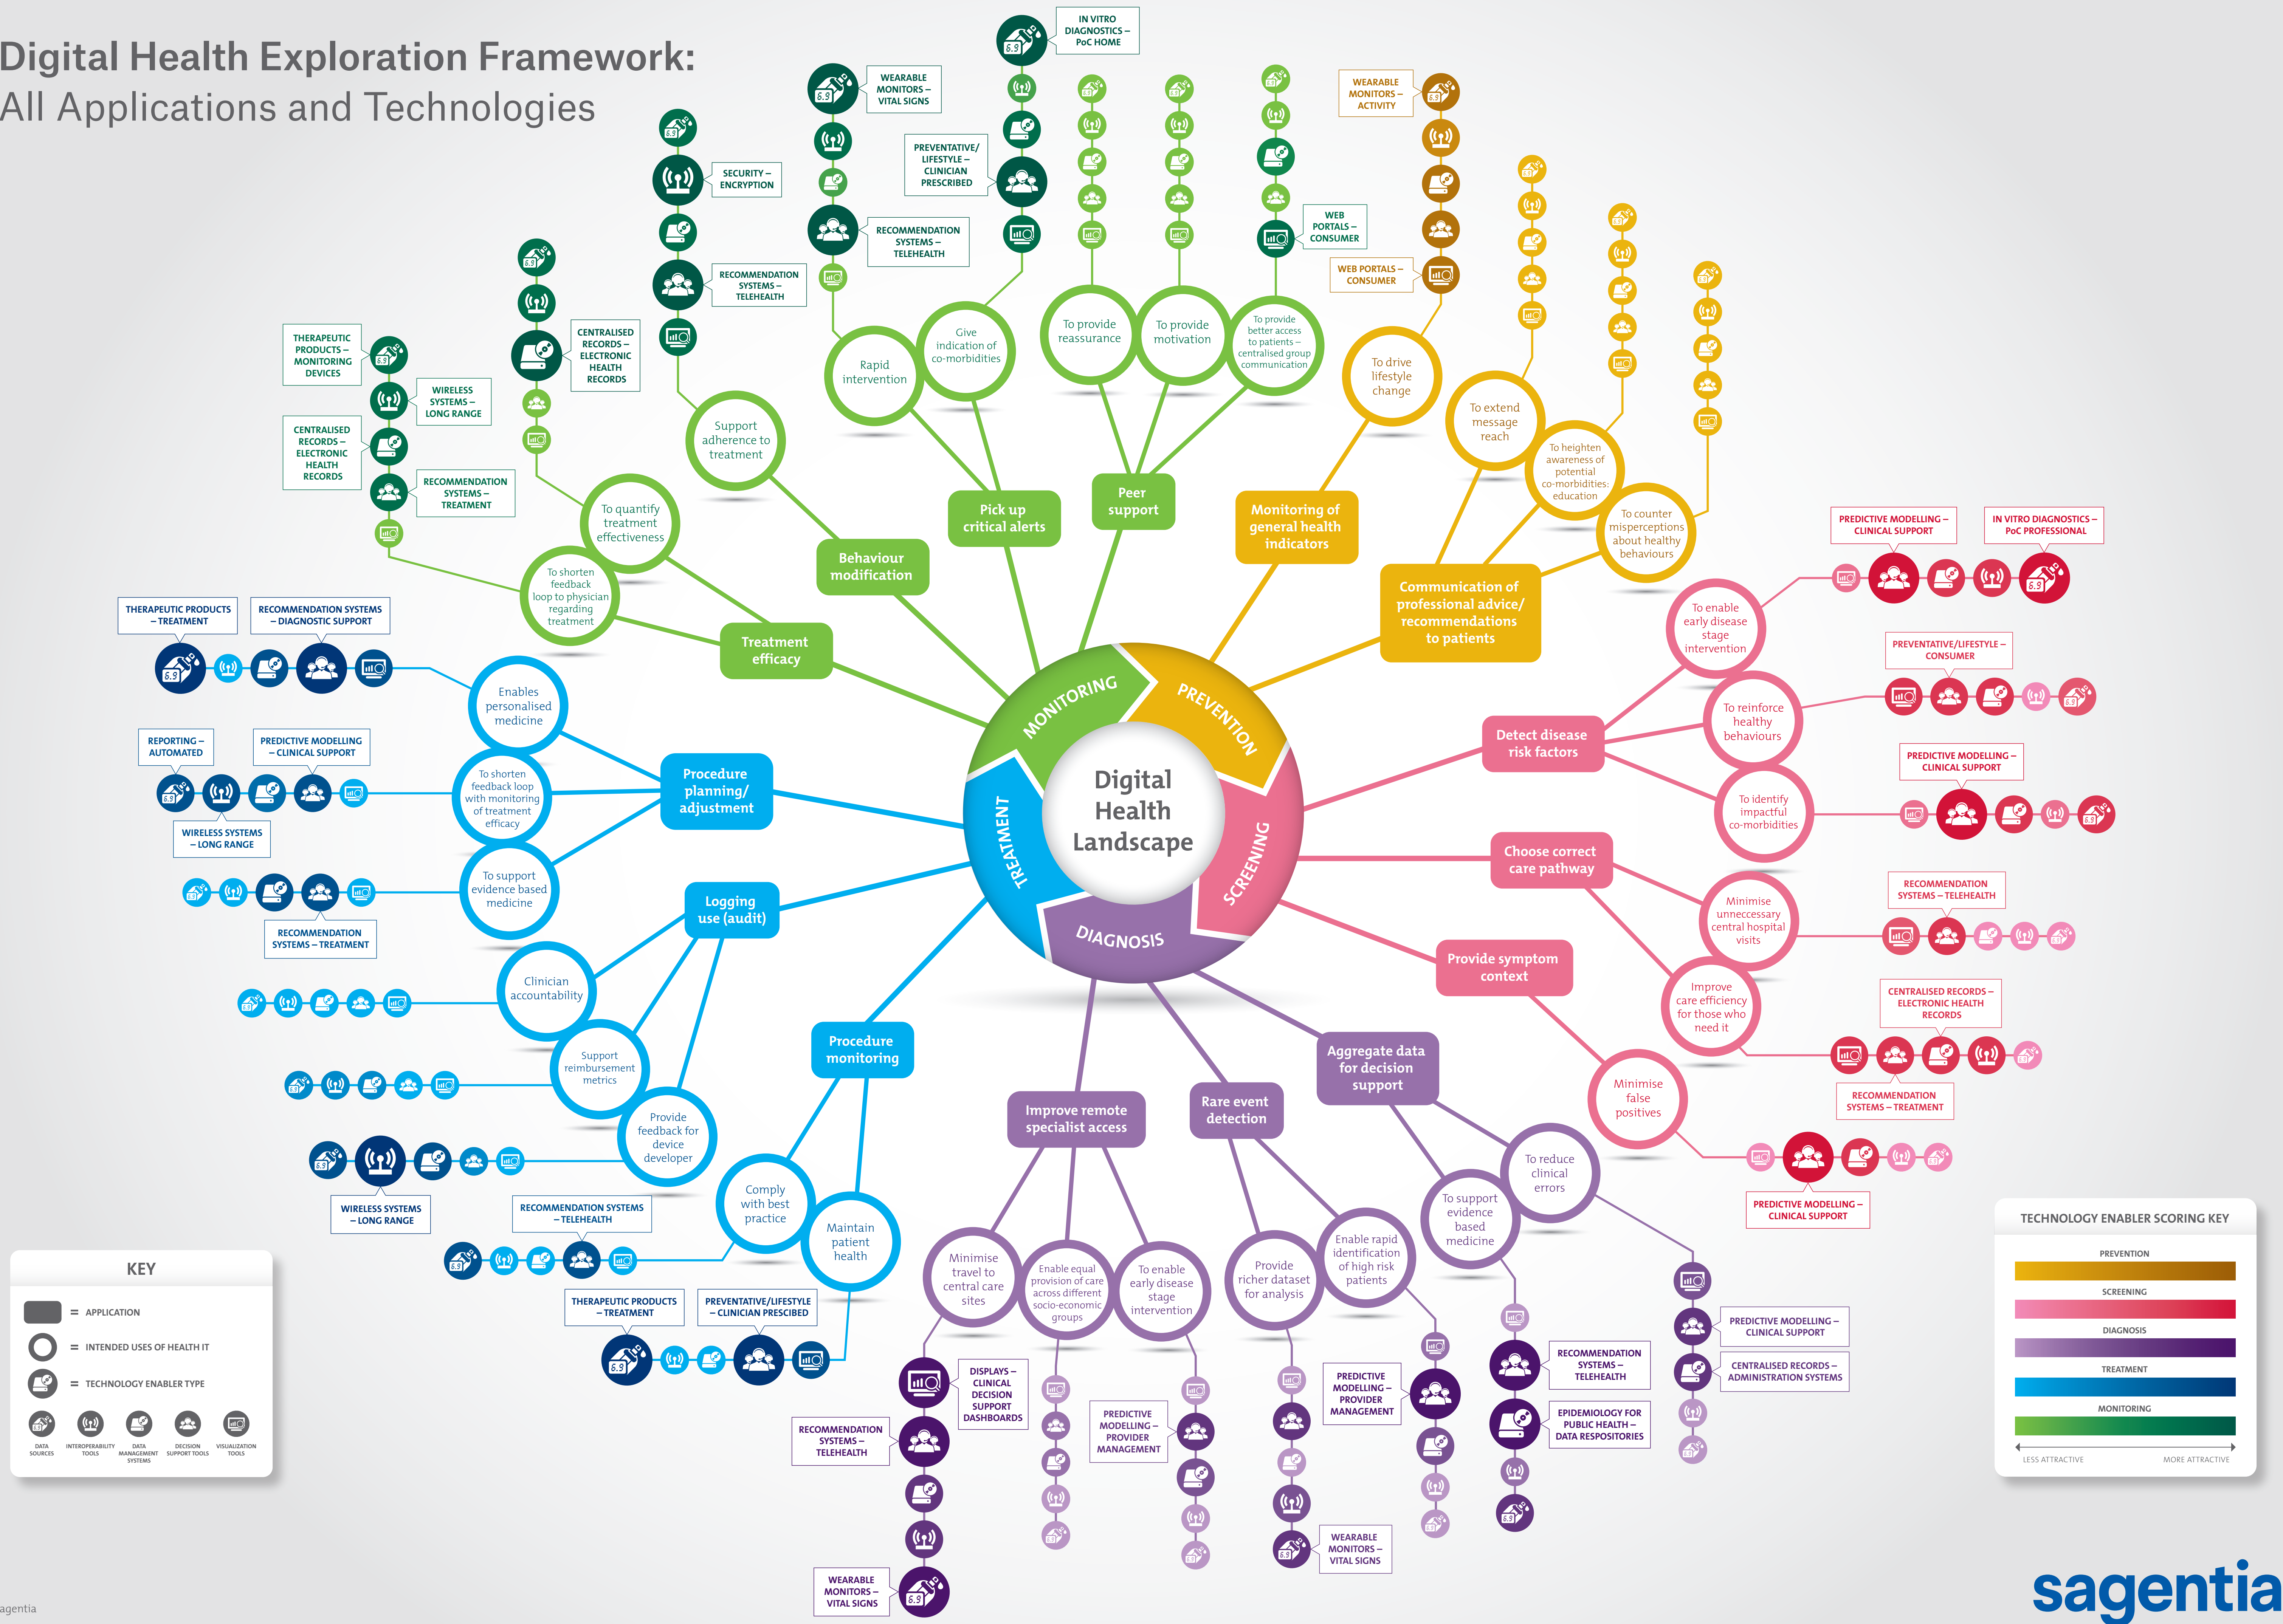 Digital Health Exploration Framework:
All Applications and Technologies
IN VITRO
DIAGNOSTICS –
PoC HOME
WEARABLE
MONITORS –
VITAL SIGNS
PREVENTATIVE/
LIFESTYLE –
CLINICIAN
PRESCRIBED
SECURITY –
ENCRYPTION
RECOMMENDATION
SYSTEMS –
TELEHEALTH
RECOMMENDATION
SYSTEMS –
TELEHEALTH
WEB
PORTALS –
CONSUMER
WEARABLE
MONITORS –
ACTIVITY
WEB PORTALS –
CONSUMER
THERAPEUTIC
PRODUCTS –
MONITORING
DEVICES
WIRELESS
SYSTEMS –
LONG RANGE
CENTRALISED
RECORDS –
ELECTRONIC
HEALTH
RECORDS
RECOMMENDATION
SYSTEMS –
TREATMENT
CENTRALISED
RECORDS –
ELECTRONIC
HEALTH
RECORDS
To shorten
feedback
loop to physician
regarding
treatment
To quantify
treatment
effectiveness
Support
adherence to
treatment
Rapid
intervention
Give
indication of
co-morbidities
To provide
reassurance
To provide
motivation
To provide
better access
to patients –
centralised group
communication
To drive
lifestyle
change
To extend
message
reach
To heighten
awareness of
potential
co-morbidities:
education
To counter
misperceptions
about healthy
behaviours
Treatment
efficacy
Behaviour
modification
Pick up
critical alerts
Peer
support
Monitoring of
general health
indicators
Communication of
professional advice/
recommendations
to patients
Digital
Health
Landscape
MONITORING
PREVENTION
SCREENING
DIAGNOSIS
TREATMENT
PREDICTIVE MODELLING –
CLINICAL SUPPORT
IN VITRO DIAGNOSTICS –
PoC PROFESSIONAL
To enable
early disease
stage
intervention
PREVENTATIVE/LIFESTYLE –
CONSUMER
To reinforce
healthy
behaviours
Detect disease
risk factors
PREDICTIVE MODELLING –
CLINICAL SUPPORT
To identify
impactful
co-morbidities
Choose correct
care pathway
RECOMMENDATION
SYSTEMS – TELEHEALTH
Minimise
unneccessary
central hospital
visits
Provide symptom
context
CENTRALISED RECORDS –
ELECTRONIC HEALTH
RECORDS
Improve
care efficiency
for those who
need it
RECOMMENDATION
SYSTEMS – TREATMENT
Minimise
false
positives
PREDICTIVE MODELLING –
CLINICAL SUPPORT
THERAPEUTIC PRODUCTS
– TREATMENT
RECOMMENDATION SYSTEMS
– DIAGNOSTIC SUPPORT
Enables
personalised
medicine
REPORTING –
AUTOMATED
PREDICTIVE MODELLING
– CLINICAL SUPPORT
WIRELESS SYSTEMS
– LONG RANGE
To shorten
feedback loop
with monitoring
of treatment
efficacy
Procedure
planning/
adjustment
To support
evidence based
medicine
RECOMMENDATION
SYSTEMS – TREATMENT
Logging
use (audit)
Clinician
accountability
Support
reimbursement
metrics
Provide
feedback for
device
developer
WIRELESS SYSTEMS
– LONG RANGE
Procedure
monitoring
RECOMMENDATION SYSTEMS
– TELEHEALTH
Comply
with best
practice
Maintain
patient
health
THERAPEUTIC PRODUCTS
– TREATMENT
PREVENTATIVE/LIFESTYLE
– CLINICIAN PRESCIBED
Improve remote
specialist access
Rare event
detection
Aggregate data
for decision
support
Minimise
travel to
central care
sites
Enable equal
provision of care
across different
socio-economic
groups
To enable
early disease
stage
intervention
Provide
richer dataset
for analysis
Enable rapid
identification
of high risk
patients
To support
evidence
based
medicine
To reduce
clinical
errors
DISPLAYS –
CLINICAL
DECISION
SUPPORT
DASHBOARDS
RECOMMENDATION
SYSTEMS –
TELEHEALTH
WEARABLE
MONITORS –
VITAL SIGNS
PREDICTIVE
MODELLING –
PROVIDER
MANAGEMENT
WEARABLE
MONITORS –
VITAL SIGNS
PREDICTIVE
MODELLING –
PROVIDER
MANAGEMENT
RECOMMENDATION
SYSTEMS –
TELEHEALTH
EPIDEMIOLOGY FOR
PUBLIC HEALTH –
DATA RESPOSITORIES
PREDICTIVE MODELLING –
CLINICAL SUPPORT
CENTRALISED RECORDS –
ADMINISTRATION SYSTEMS
KEY
= APPLICATION
= INTENDED USES OF HEALTH IT
= TECHNOLOGY ENABLER TYPE
DATA
SOURCES
INTEROPERABILITY
TOOLS
DATA
MANAGEMENT
SYSTEMS
DECISION
SUPPORT TOOLS
VISUALIZATION
TOOLS
TECHNOLOGY ENABLER SCORING KEY
PREVENTION
SCREENING
DIAGNOSIS
TREATMENT
MONITORING
LESS ATTRACTIVE
MORE ATTRACTIVE
agentia
sagentia